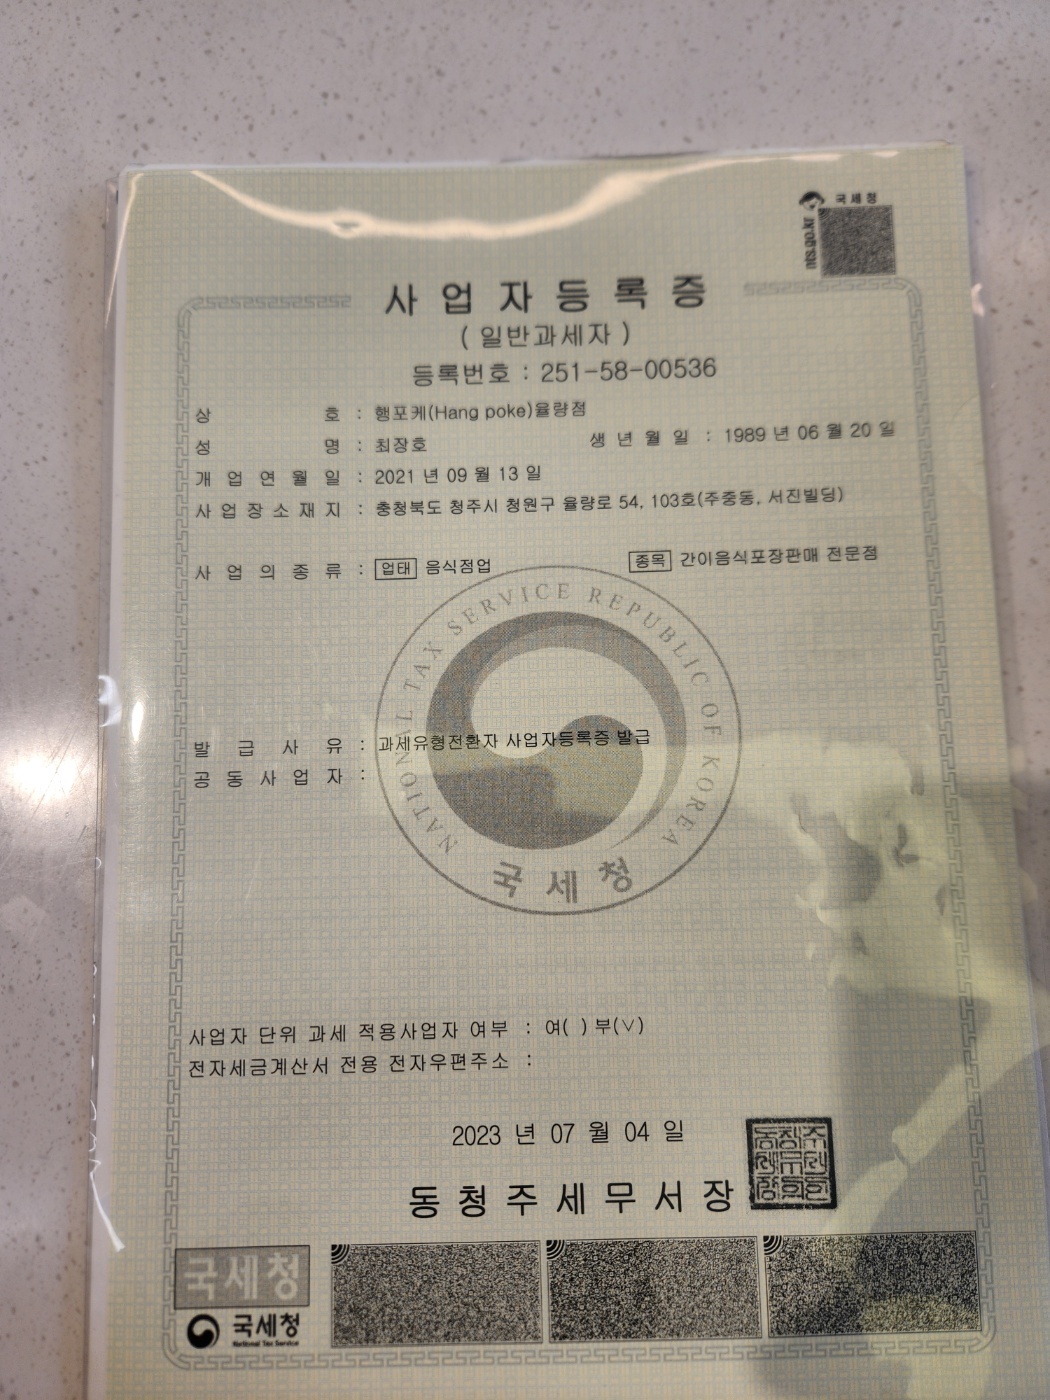 국세청
nts.go.kr
사업자등록증
( 일반과세자 )
등록번호 : 251-58-00536
상 호 : 행포케(Hang poke)율량점
성 명 : 최장호 생 년 월 일 : 1989 년 06 월 20 일
개 업 연 월 일 : 2021 년 09 월 13 일
사 업 장 소 재 지 : 충청북도 청주시 청원구 율량로 54, 103호(주중동, 서진빌딩)
사 업 의 종 류 : 업태 음식점업 종목 간이음식포장판매 전문점
NATIONAL TAX SERVICE REPUBLIC OF KOREA
발 급 사 유 : 과세유형전환자 사업자등록증 발급
공 동 사 업 자 :
국세청
사업자 단위 과세 적용사업자 여부 : 여( ) 부(∨)
전자세금계산서 전용 전자우편주소 :
2023 년 07 월 04 일
동 청 주 세 무 서 장
국세청
국세청
National Tax Service